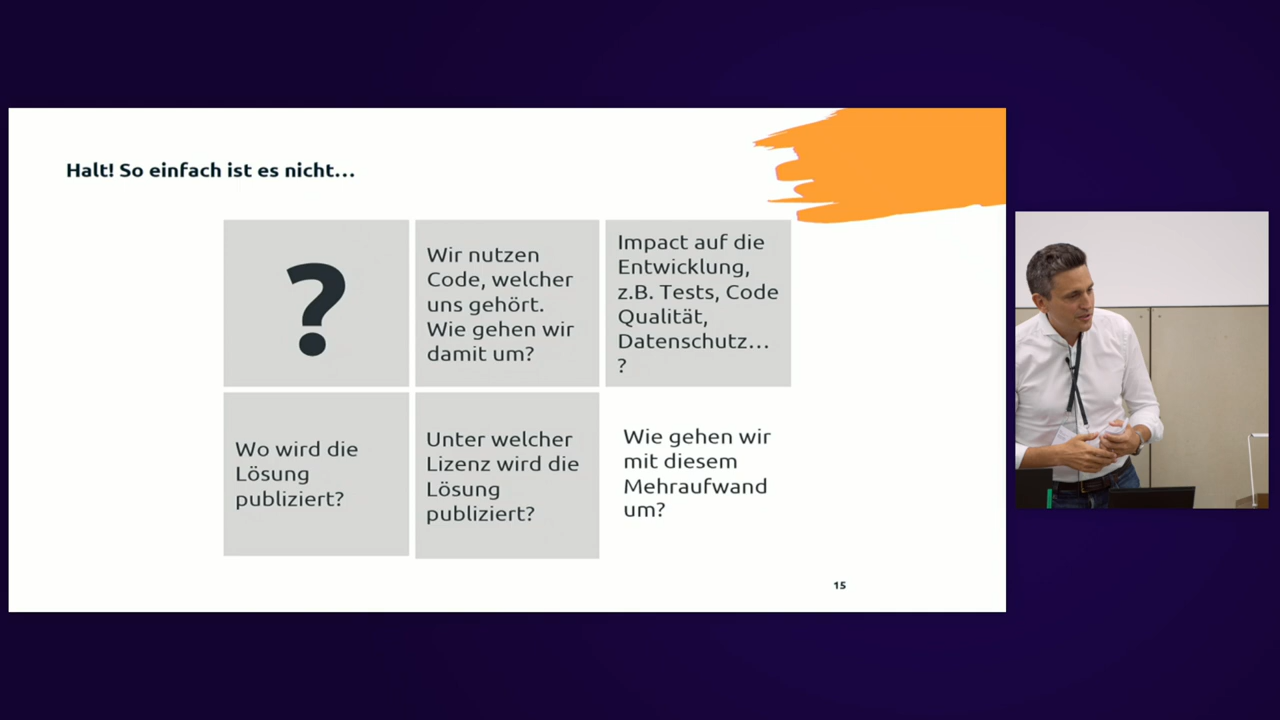 Halt! So einfach ist es nicht...
?
Wir nutzen
Code, welcher
uns gehört.
Wie gehen wir
damit um?
Impact auf die
Entwicklung,
z.B. Tests, Code
Qualität,
Datenschutz...
?
Wo wird die
Lösung
publiziert?
Unter welcher
Lizenz wird die
Lösung
publiziert?
Wie gehen wir
mit diesem
Mehraufwand
um?
15